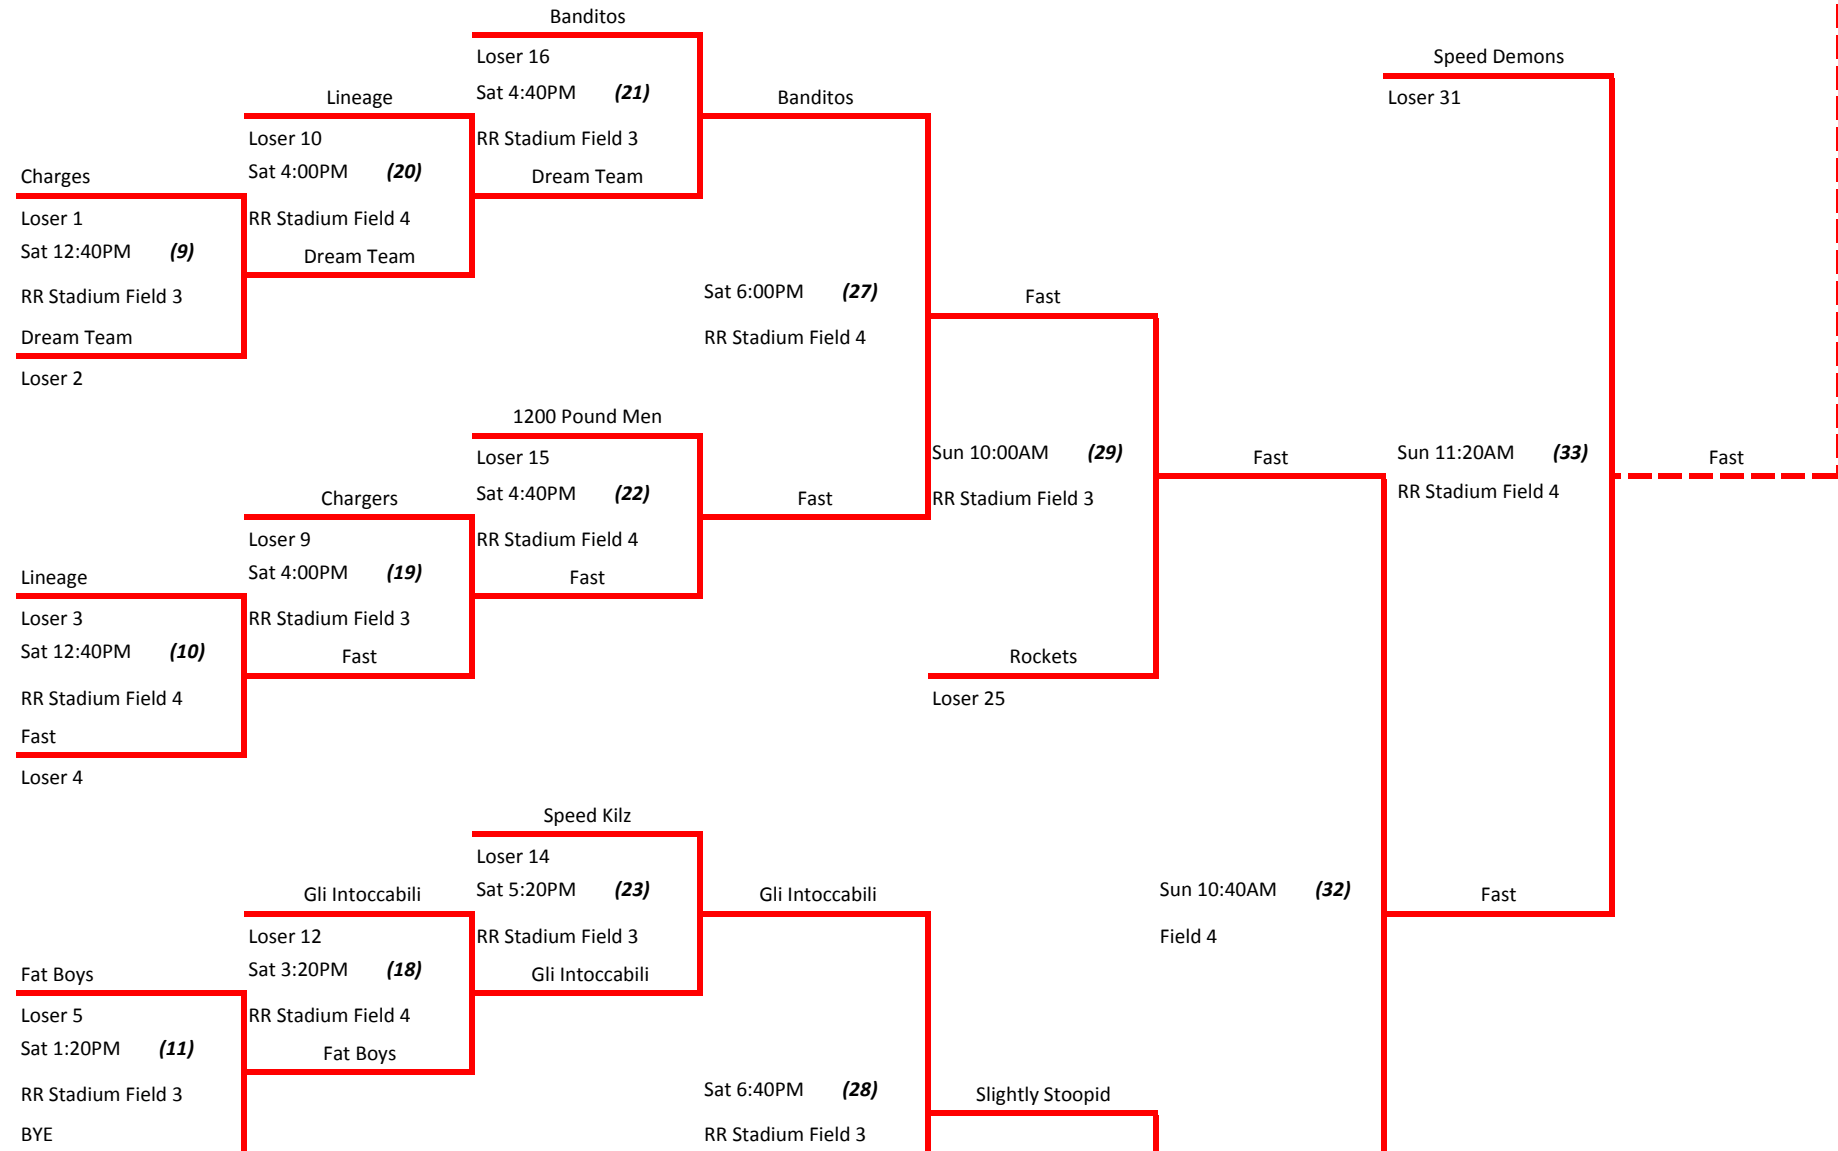 Banditos
Loser 16
Speed Demons
Sat 4:40PM (21)
Lineage
Banditos
Loser 31
Loser 10
RR Stadium Field 3
Sat 4:00PM (20)
Charges
Dream Team
Loser 1
RR Stadium Field 4
Sat 12:40PM (9)
Dream Team
RR Stadium Field 3
Sat 6:00PM (27)
Fast
Dream Team
RR Stadium Field 4
Loser 2
1200 Pound Men
Loser 15
Sun 10:00AM (29)
Fast
Sun 11:20AM (33)
Fast
Chargers
Sat 4:40PM (22)
Fast
RR Stadium Field 3
RR Stadium Field 4
Loser 9
RR Stadium Field 4
Lineage
Sat 4:00PM (19)
Fast
Loser 3
RR Stadium Field 3
Sat 12:40PM (10)
Fast
Rockets
RR Stadium Field 4
Loser 25
Fast
Loser 4
Speed Kilz
Loser 14
Gli Intoccabili
Sat 5:20PM (23)
Gli Intoccabili
Sun 10:40AM (32)
Fast
Loser 12
RR Stadium Field 3
Field 4
Fat Boys
Sat 3:20PM (18)
Gli Intoccabili
Loser 5
RR Stadium Field 4
Sat 1:20PM (11)
Fat Boys
RR Stadium Field 3
Sat 6:40PM (28)
Slightly Stoopid
BYE
RR Stadium Field 3